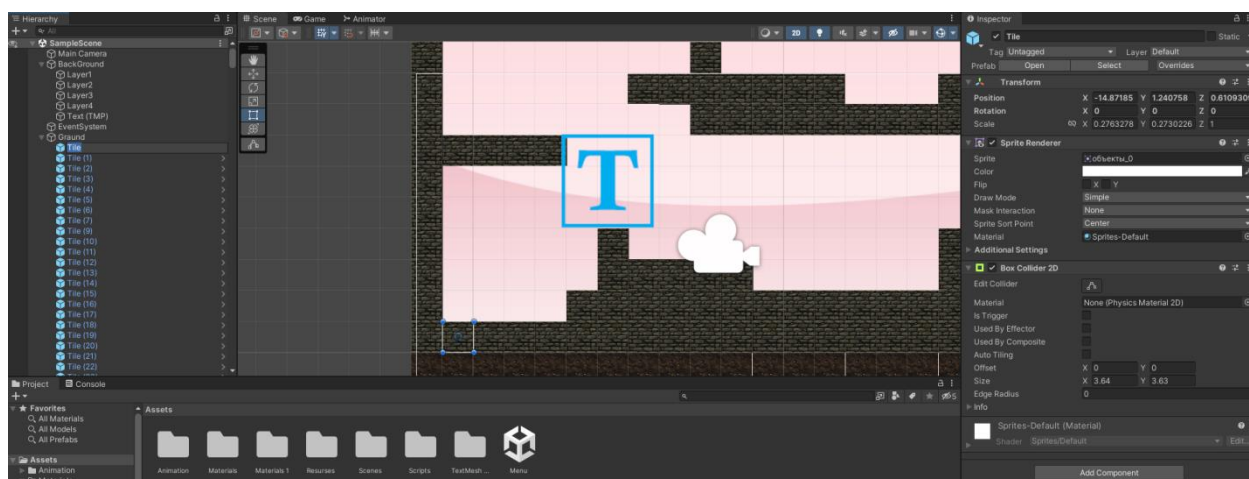 Hierarchy
All
SampleScene
Main Camera
BackGround
Layer1
Layer2
Layer3
Layer4
Text (TMP)
EventSystem
Graund
Tile
Tile (1)
Tile (2)
Tile (3)
Tile (4)
Tile (5)
Tile (6)
Tile (7)
Tile (9)
Tile (10)
Tile (11)
Tile (12)
Tile (13)
Tile (14)
Tile (15)
Tile (16)
Tile (17)
Tile (18)
Tile (19)
Tile (20)
Tile (21)
Tile (22)
Scene Game Animator
2D
T
Inspector
Tile Static
Tag Untagged Layer Default
Prefab Open Select Overrides
Transform
Position X -14.87185 Y 1.240758 Z 0.610930
Rotation X 0 Y 0 Z 0
Scale X 0.2763278 Y 0.2730226 Z 1
Sprite Renderer
Sprite объекты_0
Color
Flip X Y
Draw Mode Simple
Mask Interaction None
Sprite Sort Point Center
Material Sprites-Default
Additional Settings
Box Collider 2D
Edit Collider
Material None (Physics Material 2D)
Is Trigger
Used By Effector
Used By Composite
Auto Tiling
Offset X 0 Y 0
Size X 3.64 Y 3.63
Edge Radius 0
Info
Sprites-Default (Material)
Shader Sprites/Default Edit...
Add Component
Project Console
5
Favorites
All Materials
All Models
All Prefabs
Assets
Animation
Assets
Animation Materials Materials 1 Resurses Scenes Scripts TextMesh ... Menu